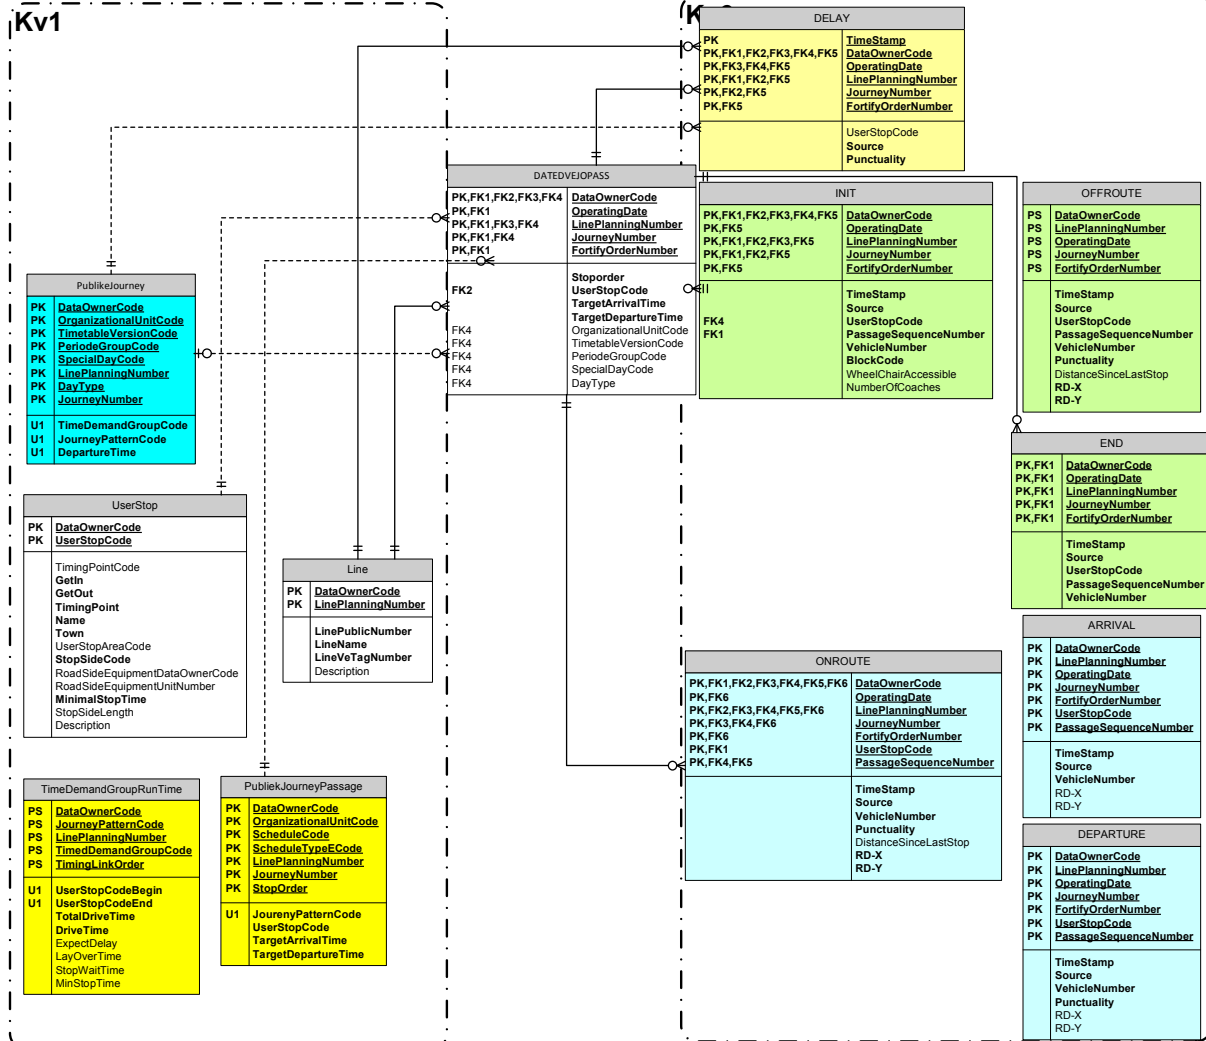 Kv1
PublikeJourney
PK DataOwnerCode
PK OrganizationalUnitCode
PK TimetableVersionCode
PK PeriodeGroupCode
PK SpecialDayCode
PK LinePlanningNumber
PK DayType
PK JourneyNumber
U1 TimeDemandGroupCode
U1 JourneyPatternCode
U1 DepartureTime
UserStop
PK DataOwnerCode
PK UserStopCode
TimingPointCode
GetIn
GetOut
TimingPoint
Name
Town
UserStopAreaCode
StopSideCode
RoadSideEquipmentDataOwnerCode
RoadSideEquipmentUnitNumber
MinimalStopTime
StopSideLength
Description
Line
PK DataOwnerCode
PK LinePlanningNumber
LinePublicNumber
LineName
LineVeTagNumber
Description
TimeDemandGroupRunTime
PS DataOwnerCode
PS JourneyPatternCode
PS LinePlanningNumber
PS TimedDemandGroupCode
PS TimingLinkOrder
U1 UserStopCodeBegin
U1 UserStopCodeEnd
TotalDriveTime
DriveTime
ExpectDelay
LayOverTime
StopWaitTime
MinStopTime
PubliekJourneyPassage
PK DataOwnerCode
PK OrganizationalUnitCode
PK ScheduleCode
PK ScheduleTypeECode
PK LinePlanningNumber
PK JourneyNumber
PK StopOrder
U1 JourenyPatternCode
UserStopCode
TargetArrivalTime
TargetDepartureTime
DATEDVEJOPASS
PK,FK1,FK2,FK3,FK4 DataOwnerCode
PK,FK1 OperatingDate
PK,FK1,FK3,FK4 LinePlanningNumber
PK,FK1,FK4 JourneyNumber
PK,FK1 FortifyOrderNumber
Stoporder
FK2 UserStopCode
TargetArrivalTime
TargetDepartureTime
FK4 OrganizationalUnitCode
FK4 TimetableVersionCode
FK4 PeriodeGroupCode
FK4 SpecialDayCode
FK4 DayType
DELAY
PK TimeStamp
PK,FK1,FK2,FK3,FK4,FK5 DataOwnerCode
PK,FK3,FK4,FK5 OperatingDate
PK,FK1,FK2,FK5 LinePlanningNumber
PK,FK2,FK5 JourneyNumber
PK,FK5 FortifyOrderNumber
UserStopCode
Source
Punctuality
INIT
PK,FK1,FK2,FK3,FK4,FK5 DataOwnerCode
PK,FK5 OperatingDate
PK,FK1,FK2,FK3,FK5 LinePlanningNumber
PK,FK1,FK2,FK5 JourneyNumber
PK,FK5 FortifyOrderNumber
TimeStamp
Source
FK4 UserStopCode
FK1 PassageSequenceNumber
VehicleNumber
BlockCode
WheelChairAccessible
NumberOfCoaches
OFFROUTE
PS DataOwnerCode
PS LinePlanningNumber
PS OperatingDate
PS JourneyNumber
PS FortifyOrderNumber
TimeStamp
Source
UserStopCode
PassageSequenceNumber
VehicleNumber
Punctuality
DistanceSinceLastStop
RD-X
RD-Y
END
PK,FK1 DataOwnerCode
PK,FK1 OperatingDate
PK,FK1 LinePlanningNumber
PK,FK1 JourneyNumber
PK,FK1 FortifyOrderNumber
TimeStamp
Source
UserStopCode
PassageSequenceNumber
VehicleNumber
ONROUTE
PK,FK1,FK2,FK3,FK4,FK5,FK6 DataOwnerCode
PK,FK6 OperatingDate
PK,FK2,FK3,FK4,FK5,FK6 LinePlanningNumber
PK,FK3,FK4,FK6 JourneyNumber
PK,FK6 FortifyOrderNumber
PK,FK1 UserStopCode
PK,FK4,FK5 PassageSequenceNumber
TimeStamp
Source
VehicleNumber
Punctuality
DistanceSinceLastStop
RD-X
RD-Y
ARRIVAL
PK DataOwnerCode
PK LinePlanningNumber
PK OperatingDate
PK JourneyNumber
PK FortifyOrderNumber
PK UserStopCode
PK PassageSequenceNumber
TimeStamp
Source
VehicleNumber
RD-X
RD-Y
DEPARTURE
PK DataOwnerCode
PK LinePlanningNumber
PK OperatingDate
PK JourneyNumber
PK FortifyOrderNumber
PK UserStopCode
PK PassageSequenceNumber
TimeStamp
Source
VehicleNumber
Punctuality
RD-X
RD-Y